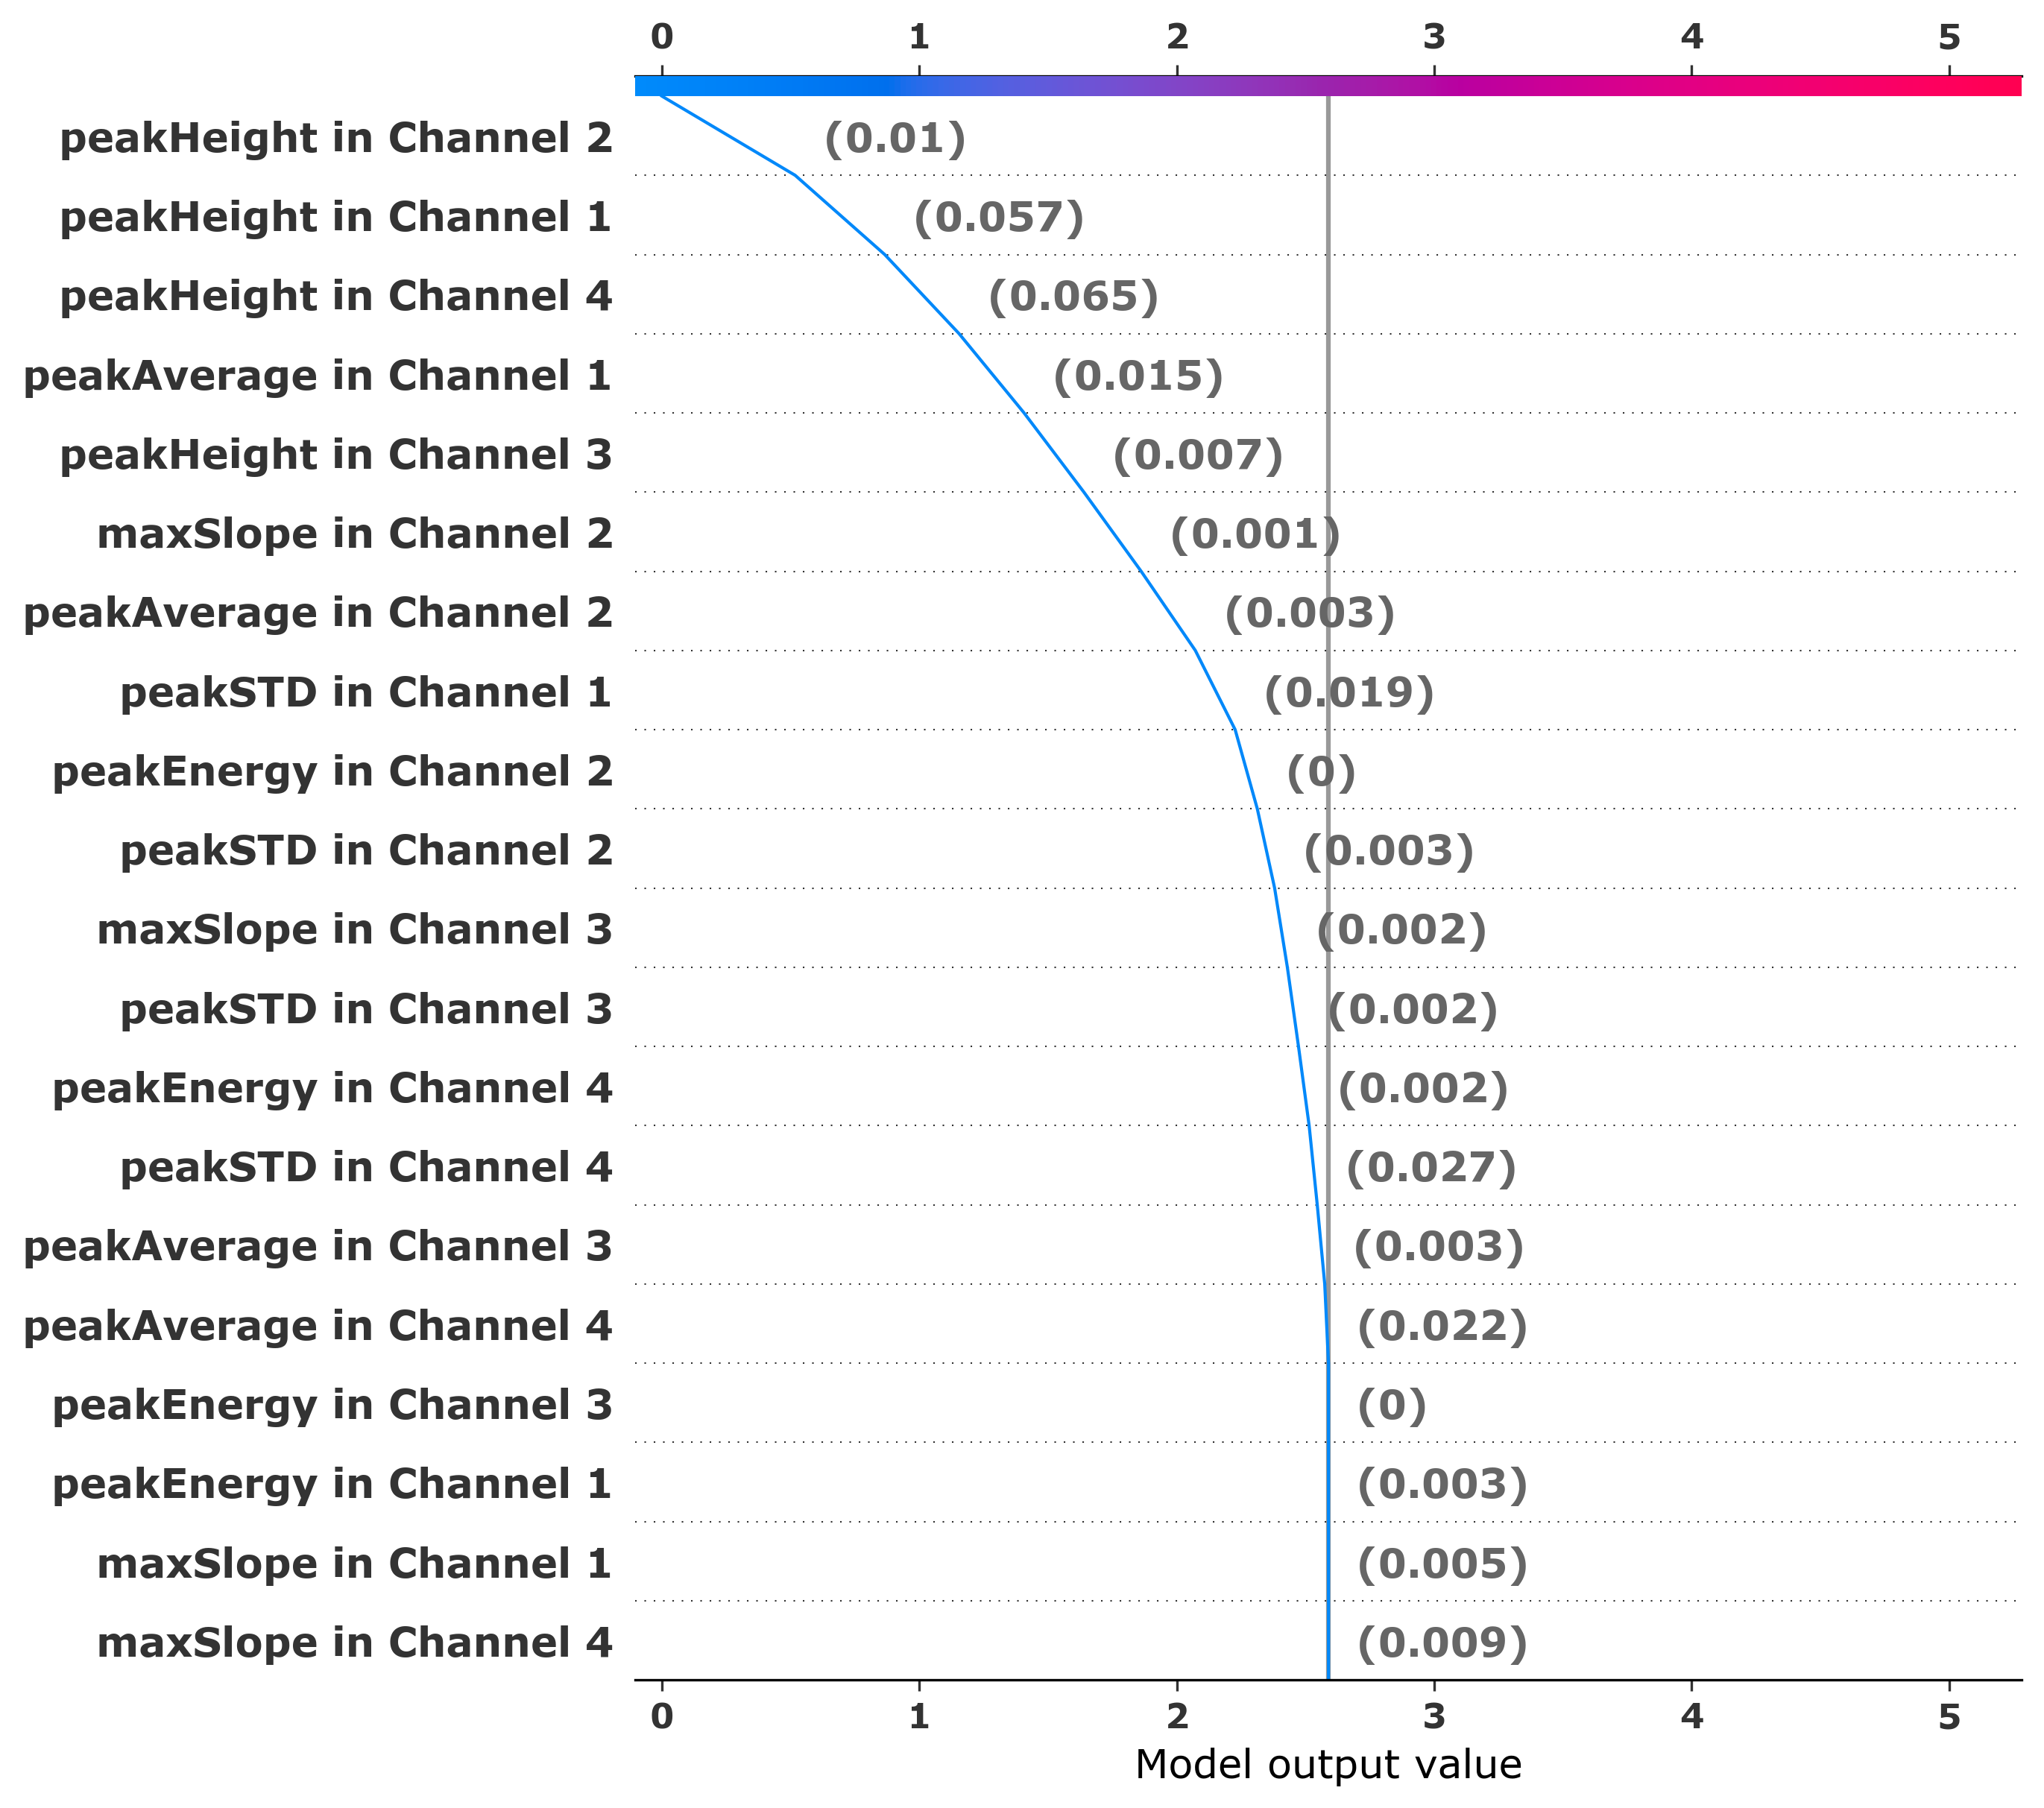 0 1 2 3 4 5
peakHeight in Channel 2 (0.01)
peakHeight in Channel 1 (0.057)
peakHeight in Channel 4 (0.065)
peakAverage in Channel 1 (0.015)
peakHeight in Channel 3 (0.007)
maxSlope in Channel 2 (0.001)
peakAverage in Channel 2 (0.003)
peakSTD in Channel 1 (0.019)
peakEnergy in Channel 2 (0)
peakSTD in Channel 2 (0.003)
maxSlope in Channel 3 (0.002)
peakSTD in Channel 3 (0.002)
peakEnergy in Channel 4 (0.002)
peakSTD in Channel 4 (0.027)
peakAverage in Channel 3 (0.003)
peakAverage in Channel 4 (0.022)
peakEnergy in Channel 3 (0)
peakEnergy in Channel 1 (0.003)
maxSlope in Channel 1 (0.005)
maxSlope in Channel 4 (0.009)
0 1 2 3 4 5
Model output value